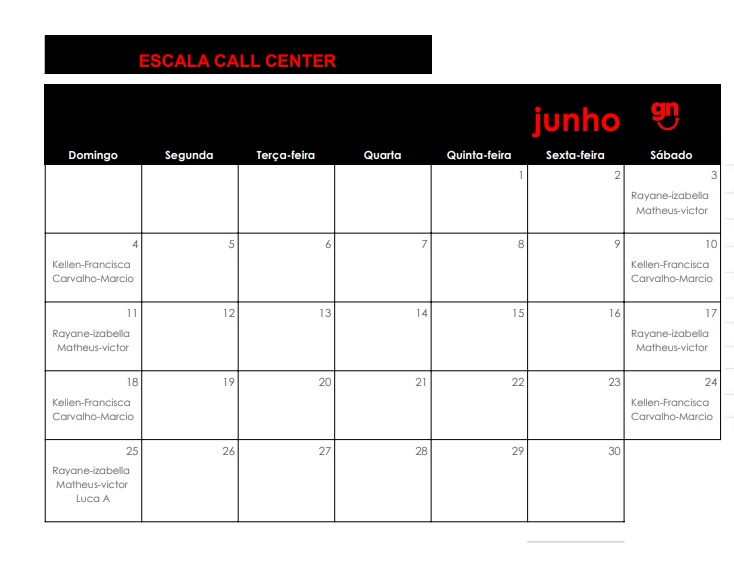 ESCALA CALL CENTER
junho
gn
Domingo Segunda Terça-feira Quarta Quinta-feira Sexta-feira Sábado
1 2 3
Rayane-izabella
Matheus-victor
4 5 6 7 8 9 10
Kellen-Francisca Kellen-Francisca
Carvalho-Marcio Carvalho-Marcio
11 12 13 14 15 16 17
Rayane-izabella Rayane-izabella
Matheus-victor Matheus-victor
18 19 20 21 22 23 24
Kellen-Francisca Kellen-Francisca
Carvalho-Marcio Carvalho-Marcio
25 26 27 28 29 30
Rayane-izabella
Matheus-victor
Luca A